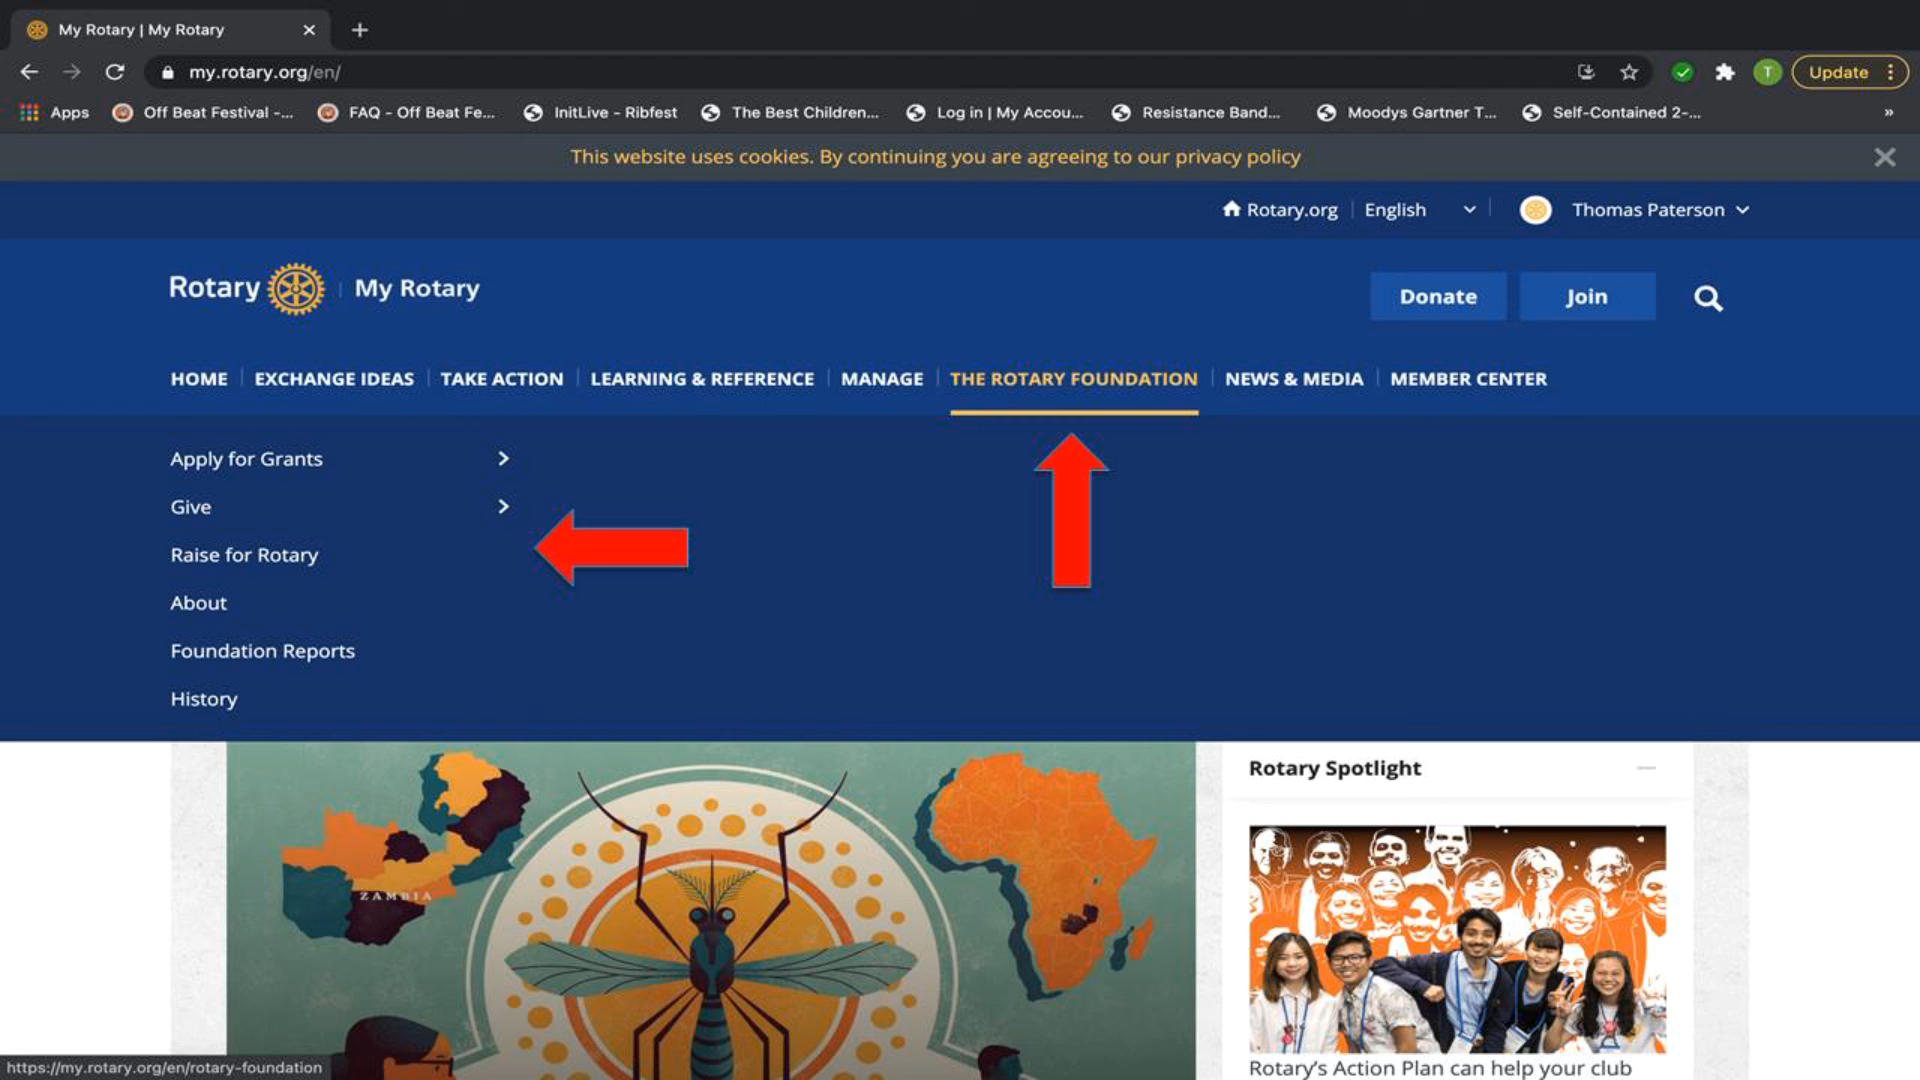 My Rotary | My Rotary
my.rotary.org/en/
T
Update
Apps
Off Beat Festival -...
FAQ - Off Beat Fe...
InitLive - Ribfest
The Best Children...
Log in | My Accou...
Resistance Band...
Moodys Gartner T...
Self-Contained 2-...
»
This website uses cookies. By continuing you are agreeing to our privacy policy
Rotary.org
English
Thomas Paterson
Rotary
My Rotary
Donate
Join
HOME
EXCHANGE IDEAS
TAKE ACTION
LEARNING & REFERENCE
MANAGE
THE ROTARY FOUNDATION
NEWS & MEDIA
MEMBER CENTER
Apply for Grants
Give
Raise for Rotary
About
Foundation Reports
History
Rotary Spotlight
ZAMBIA
Rotary's Action Plan can help your club
https://my.rotary.org/en/rotary-foundation